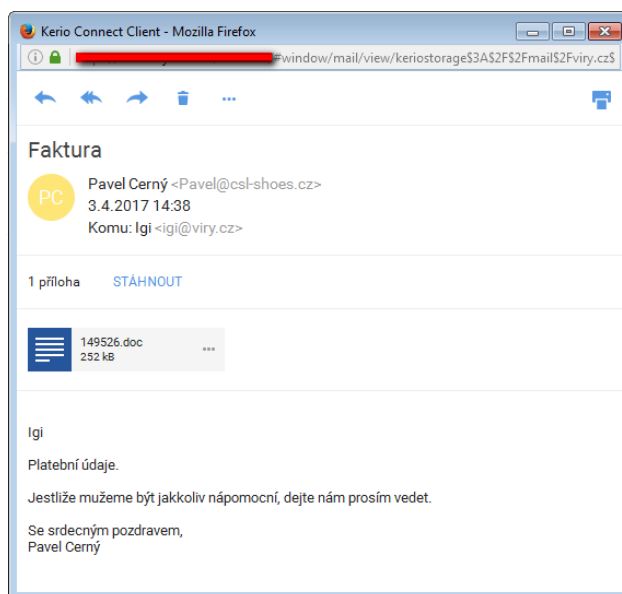 Kerio Connect Client - Mozilla Firefox
#window/mail/view/keriostorage$3A$2F$2Fmail$2Fviry.cz$
Faktura
PC
Pavel Cerný <Pavel@csl-shoes.cz>
3.4.2017 14:38
Komu: Igi <igi@viry.cz>
1 příloha STÁHNOUT
149526.doc
252 kB
Igi
Platební údaje.
Jestliže mužeme být jakkoliv nápomocní, dejte nám prosím vedet.
Se srdecným pozdravem,
Pavel Cerný